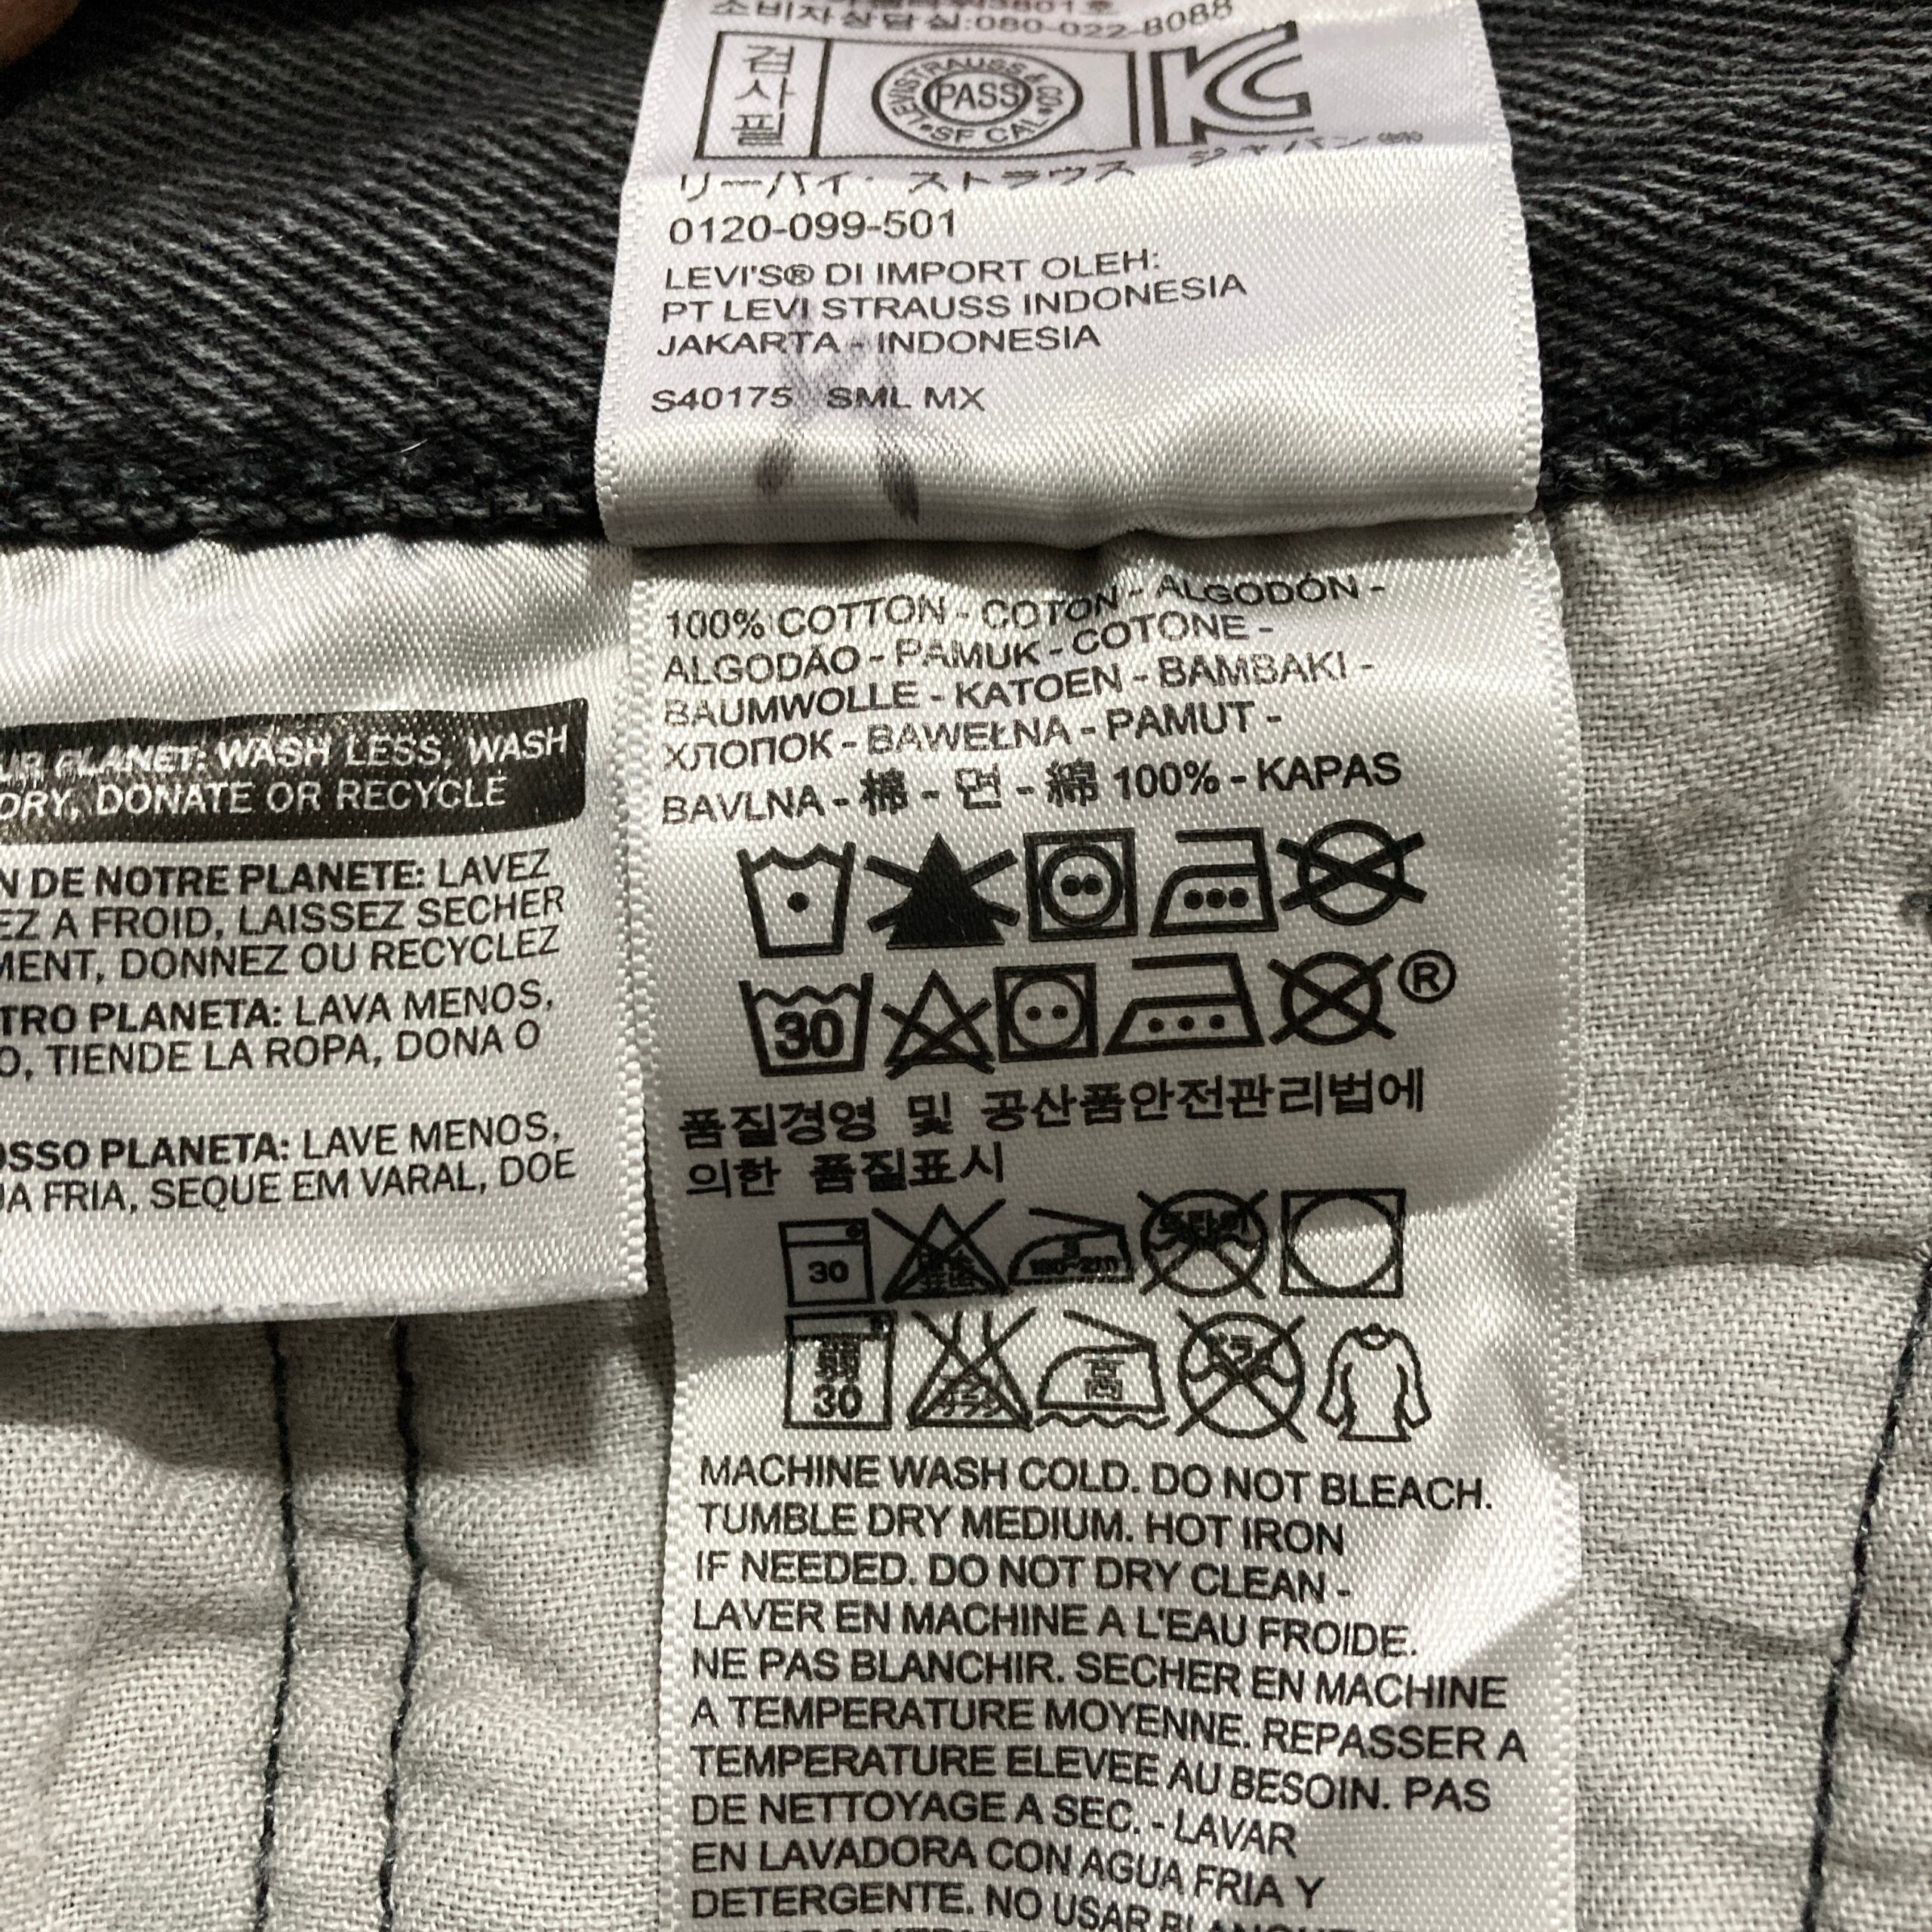 소비자상담실:080-022-8088
검사필
LEVI STRAUSS & CO. SF CAL
PASS
リーバイ・ストラウス ジャパン㈱
0120-099-501
LEVI'S® DI IMPORT OLEH:
PT LEVI STRAUSS INDONESIA
JAKARTA - INDONESIA
S40175 SML MX
UR PLANET: WASH LESS, WASH
DRY, DONATE OR RECYCLE
N DE NOTRE PLANETE: LAVEZ
EZ A FROID, LAISSEZ SECHER
MENT, DONNEZ OU RECYCLEZ
TRO PLANETA: LAVA MENOS,
O, TIENDE LA ROPA, DONA O
OSSO PLANETA: LAVE MENOS,
UA FRIA, SEQUE EM VARAL, DOE
100% COTTON - COTON - ALGODÓN -
ALGODÃO - PAMUK - COTONE -
BAUMWOLLE - KATOEN - BAMBAKI -
ХЛОПОК - BAWEŁNA - PAMUT -
BAVLNA - 棉 - 면 - 綿 100% - KAPAS
30 ®
품질경영 및 공산품안전관리법에
의한 품질표시
30
30 高
MACHINE WASH COLD. DO NOT BLEACH.
TUMBLE DRY MEDIUM. HOT IRON
IF NEEDED. DO NOT DRY CLEAN -
LAVER EN MACHINE A L'EAU FROIDE.
NE PAS BLANCHIR. SECHER EN MACHINE
A TEMPERATURE MOYENNE. REPASSER A
TEMPERATURE ELEVEE AU BESOIN. PAS
DE NETTOYAGE A SEC. - LAVAR
EN LAVADORA CON AGUA FRIA Y
DETERGENTE. NO USAR